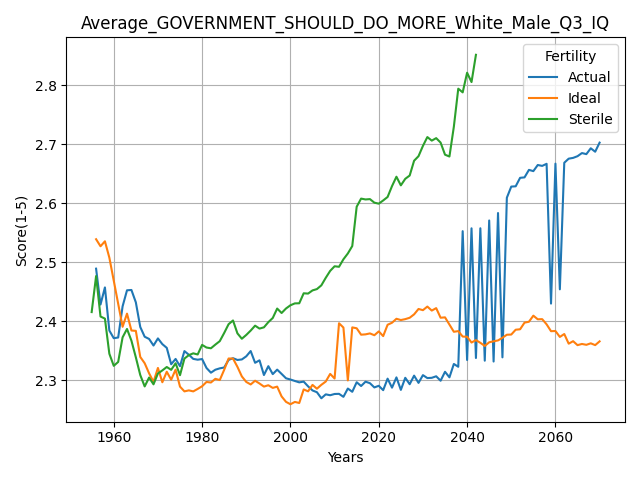 Average_GOVERNMENT_SHOULD_DO_MORE_White_Male_Q3_IQ
Fertility
Actual
Ideal
Sterile
Score(1-5)
2.8
2.7
2.6
2.5
2.4
2.3
1960 1980 2000 2020 2040 2060
Years